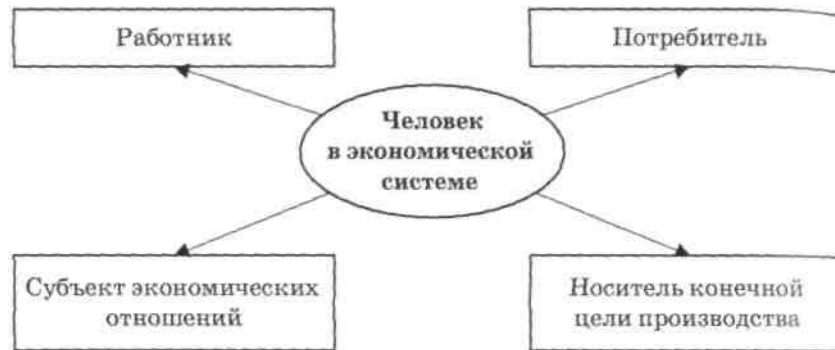 Работник
Потребитель
Человек
в экономической
системе
Субъект экономических
отношений
Носитель конечной
цели производства